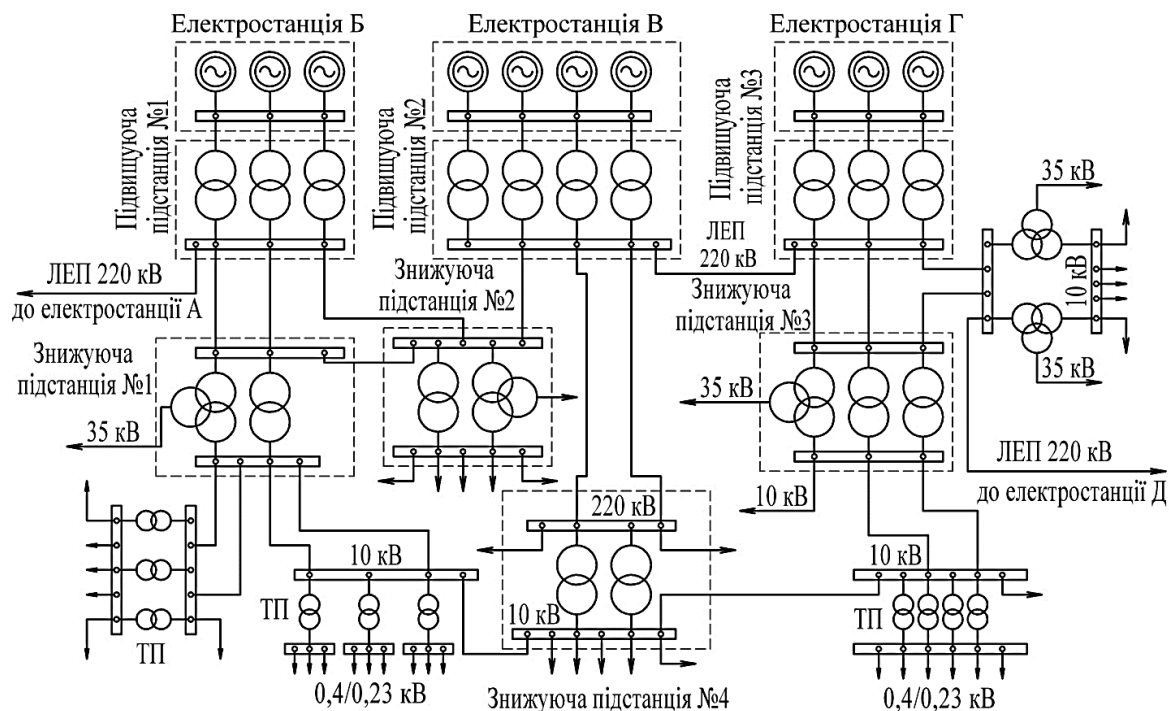 Електростанція Б
Електростанція В
Електростанція Г
Підвищуюча
підстанція №1
Підвищуюча
підстанція №2
Підвищуюча
підстанція №3
35 кВ
ЛЕП
220 кВ
10 кВ
ЛЕП 220 кВ
до електростанції А
Знижуюча
підстанція №2
Знижуюча
підстанція №3
Знижуюча
підстанція №1
35 кВ
35 кВ
35 кВ
ЛЕП 220 кВ
до електростанції Д
10 кВ
220 кВ
10 кВ
10 кВ
ТП
10 кВ
ТП
ТП
0,4/0,23 кВ
Знижуюча підстанція №4
0,4/0,23 кВ